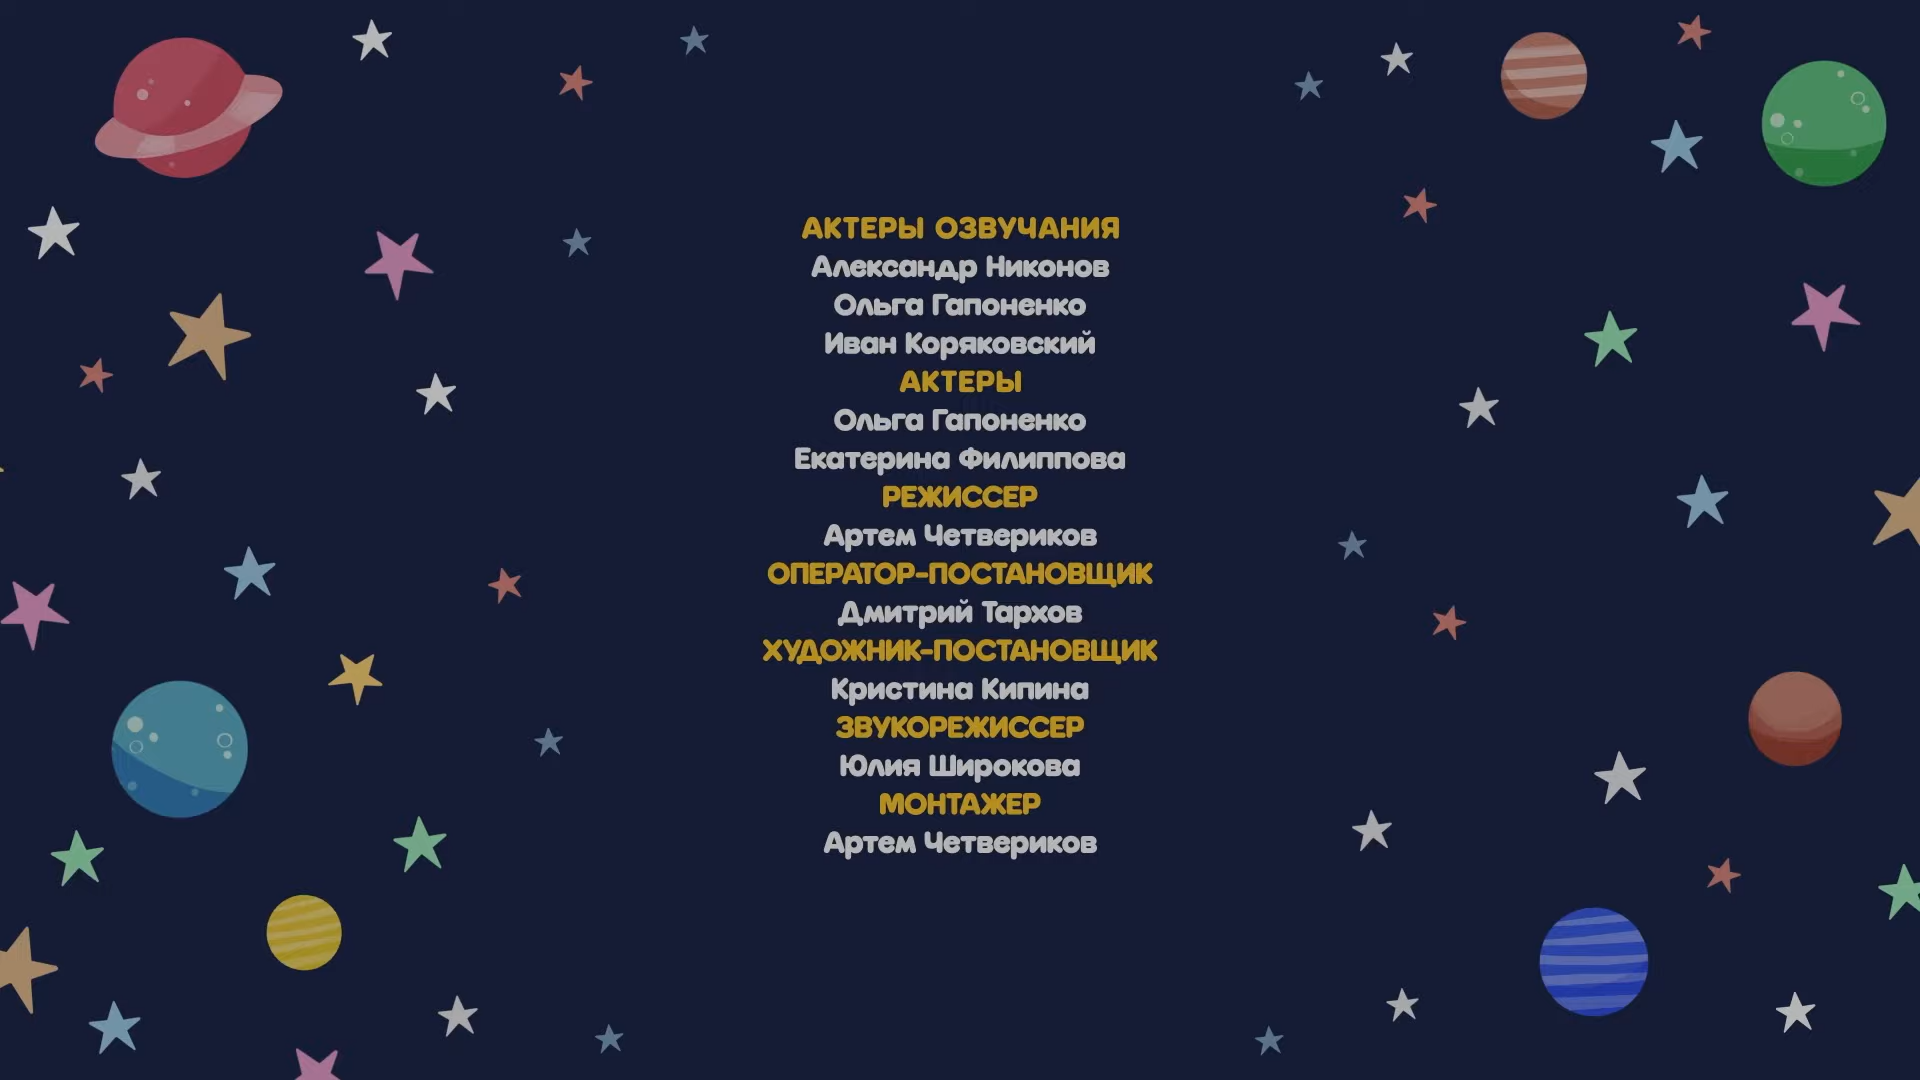 АКТЕРЫ ОЗВУЧАНИЯ
Александр Никонов
Ольга Гапоненко
Иван Коряковский
АКТЕРЫ
Ольга Гапоненко
Екатерина Филиппова
РЕЖИССЕР
Артем Четвериков
ОПЕРАТОР-ПОСТАНОВЩИК
Дмитрий Тархов
ХУДОЖНИК-ПОСТАНОВЩИК
Кристина Кипина
ЗВУКОРЕЖИССЕР
Юлия Широкова
МОНТАЖЕР
Артем Четвериков